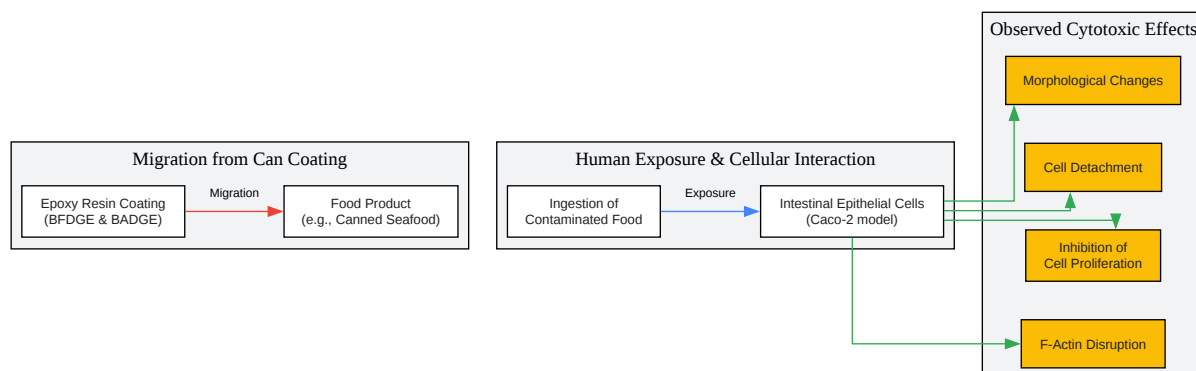 Migration from Can Coating
Epoxy Resin Coating
(BFDGE & BADGE)
Migration
Food Product
(e.g., Canned Seafood)
Human Exposure & Cellular Interaction
Ingestion of
Contaminated Food
Exposure
Intestinal Epithelial Cells
(Caco-2 model)
Observed Cytotoxic Effects
Morphological Changes
Cell Detachment
Inhibition of
Cell Proliferation
F-Actin Disruption